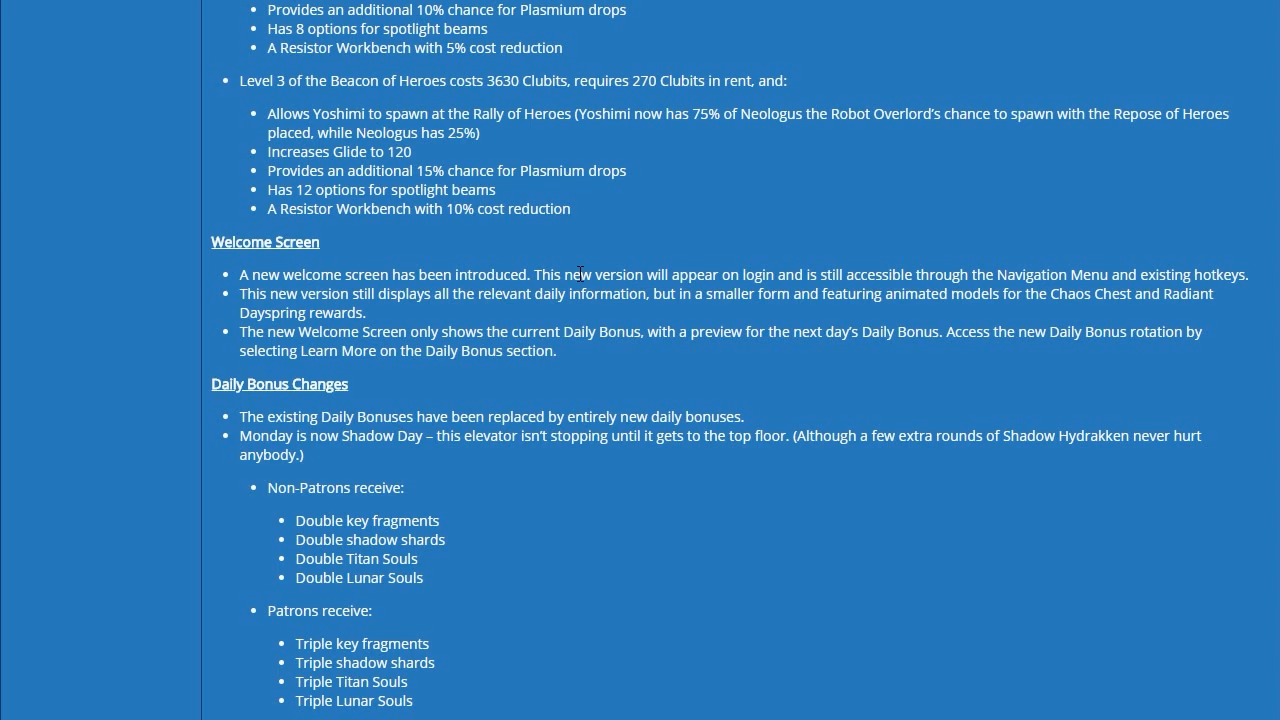 Provides an additional 10% chance for Plasmium drops
Has 8 options for spotlight beams
A Resistor Workbench with 5% cost reduction
Level 3 of the Beacon of Heroes costs 3630 Clubits, requires 270 Clubits in rent, and:
Allows Yoshimi to spawn at the Rally of Heroes (Yoshimi now has 75% of Neologus the Robot Overlord’s chance to spawn with the Repose of Heroes
placed, while Neologus has 25%)
Increases Glide to 120
Provides an additional 15% chance for Plasmium drops
Has 12 options for spotlight beams
A Resistor Workbench with 10% cost reduction
Welcome Screen
A new welcome screen has been introduced. This new version will appear on login and is still accessible through the Navigation Menu and existing hotkeys.
This new version still displays all the relevant daily information, but in a smaller form and featuring animated models for the Chaos Chest and Radiant
Dayspring rewards.
The new Welcome Screen only shows the current Daily Bonus, with a preview for the next day’s Daily Bonus. Access the new Daily Bonus rotation by
selecting Learn More on the Daily Bonus section.
Daily Bonus Changes
The existing Daily Bonuses have been replaced by entirely new daily bonuses.
Monday is now Shadow Day – this elevator isn’t stopping until it gets to the top floor. (Although a few extra rounds of Shadow Hydrakken never hurt
anybody.)
Non-Patrons receive:
Double key fragments
Double shadow shards
Double Titan Souls
Double Lunar Souls
Patrons receive:
Triple key fragments
Triple shadow shards
Triple Titan Souls
Triple Lunar Souls